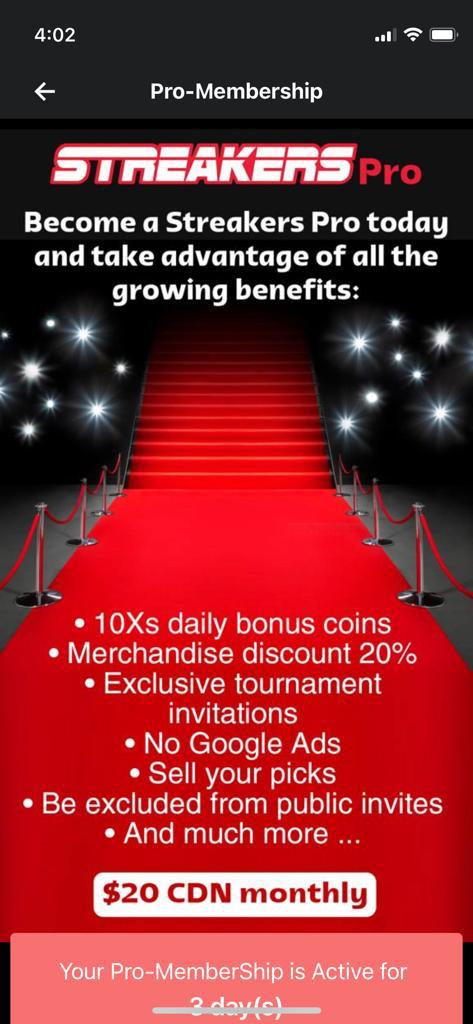 4:02
Pro-Membership
STREAKERS Pro
Become a Streakers Pro today
and take advantage of all the
growing benefits:
• 10Xs daily bonus coins
• Merchandise discount 20%
• Exclusive tournament
invitations
• No Google Ads
• Sell your picks
• Be excluded from public invites
• And much more ...
$20 CDN monthly
Your Pro-MemberShip is Active for
3 day(s)